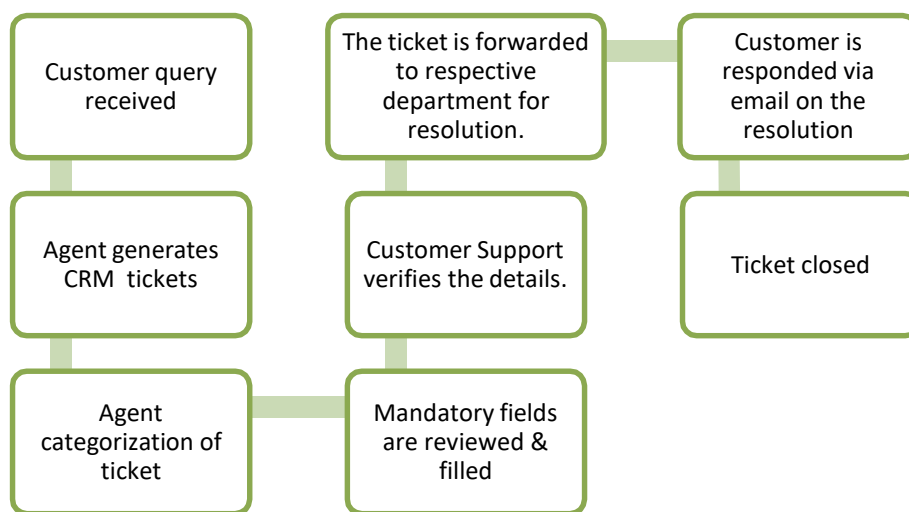 Customer query
received
Agent generates
CRM tickets
Agent
categorization of
ticket
Mandatory fields
are reviewed &
filled
Customer Support
verifies the details.
The ticket is forwarded
to respective
department for
resolution.
Customer is
responded via
email on the
resolution
Ticket closed